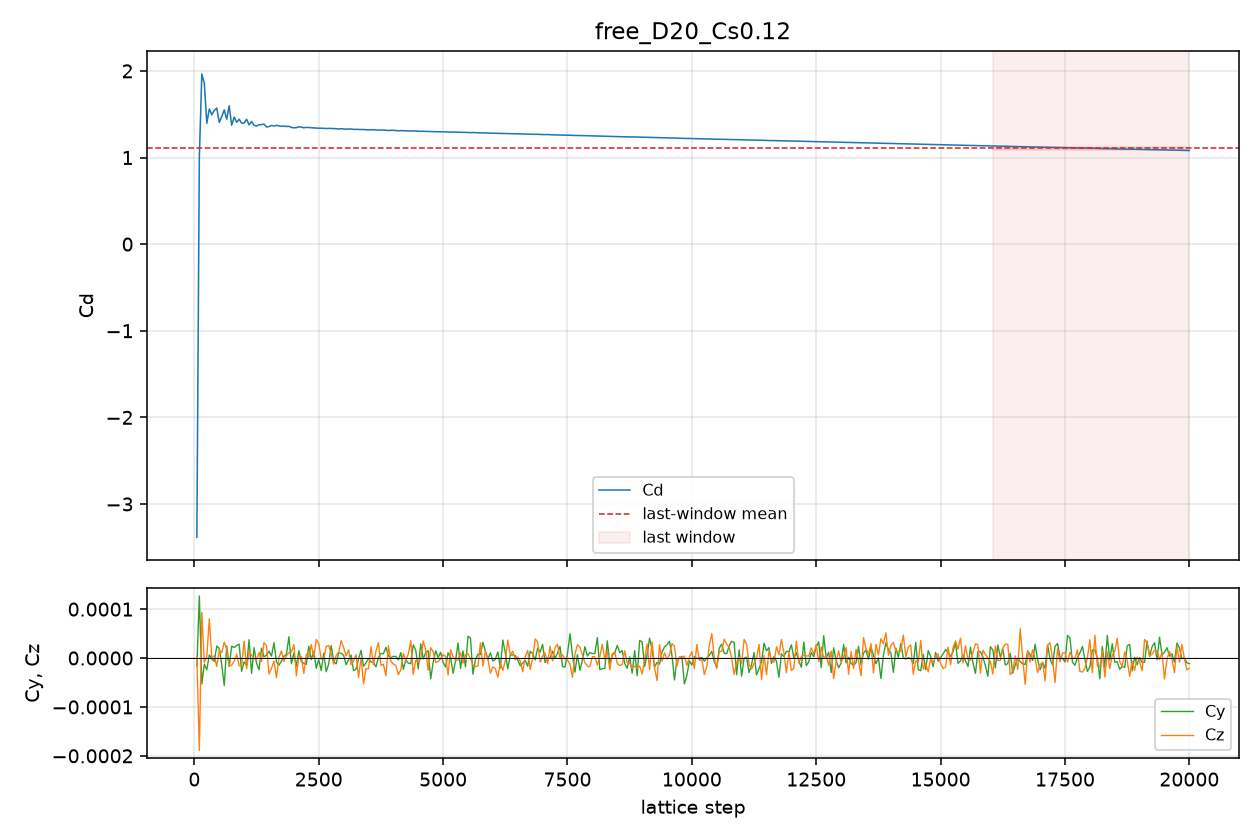 free_D20_Cs0.12
2
1
0
−1
−2
−3
Cd
Cd
last-window mean
last window
0.0001
0.0000
−0.0001
−0.0002
Cy, Cz
Cy
Cz
0 2500 5000 7500 10000 12500 15000 17500 20000
lattice step